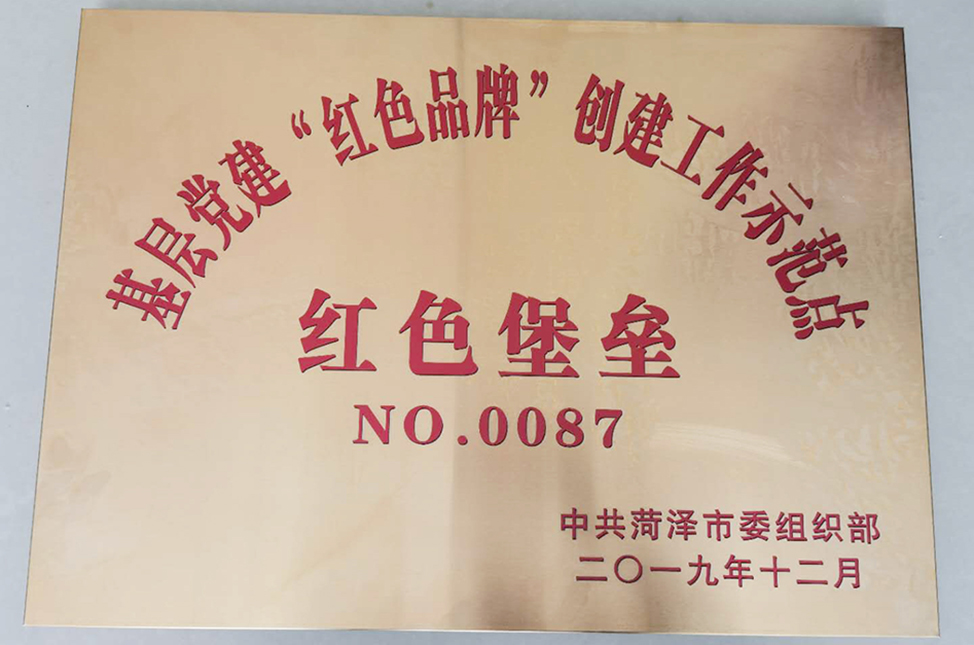 基层党建“红色品牌”创建工作示范点
红色堡垒
NO.0087
中共菏泽市委组织部
二〇一九年十二月